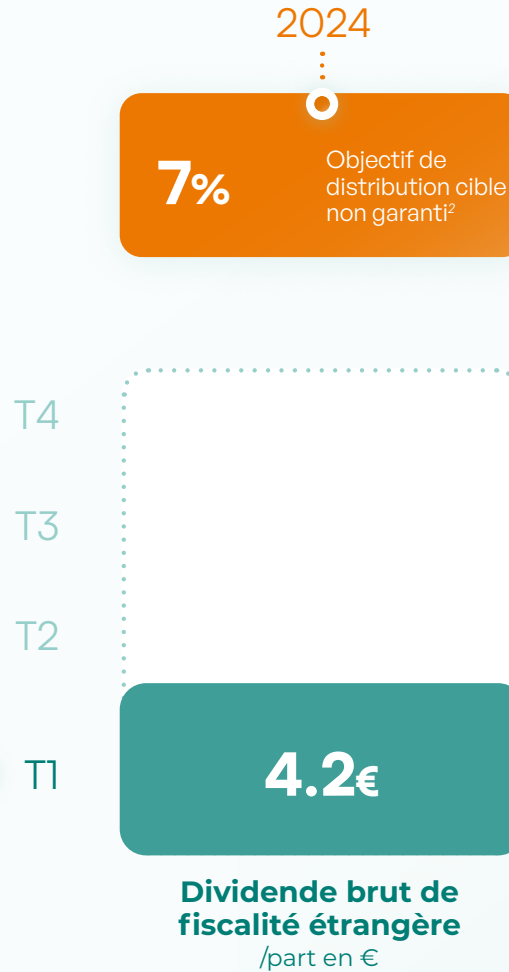 2024
7%
Objectif de
distribution cible
non garanti²
T4
T3
T2
T1
4.2€
Dividende brut de
fiscalité étrangère
/part en €